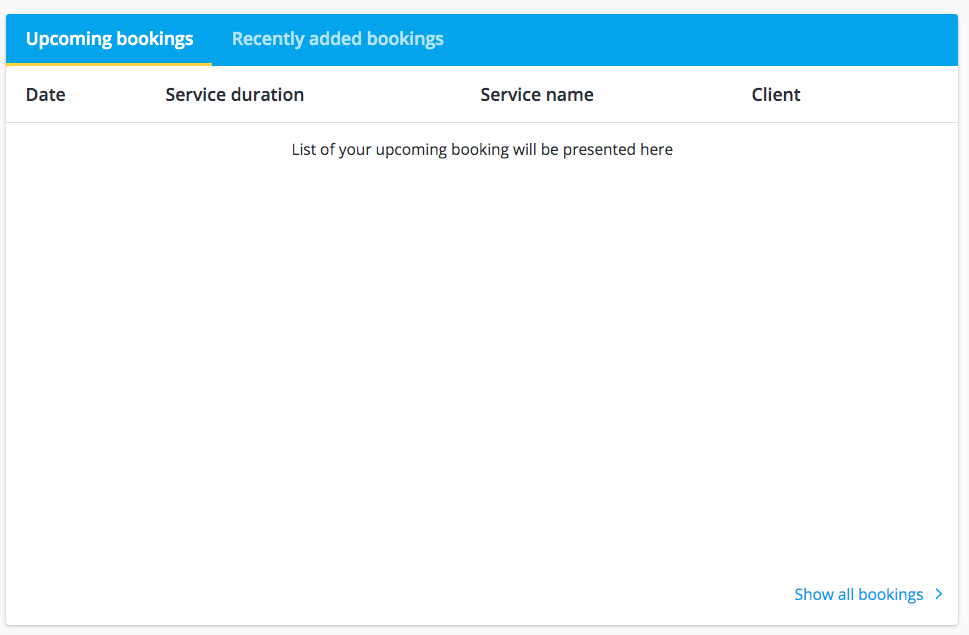 Upcoming bookings Recently added bookings
Date Service duration Service name Client
List of your upcoming booking will be presented here
Show all bookings